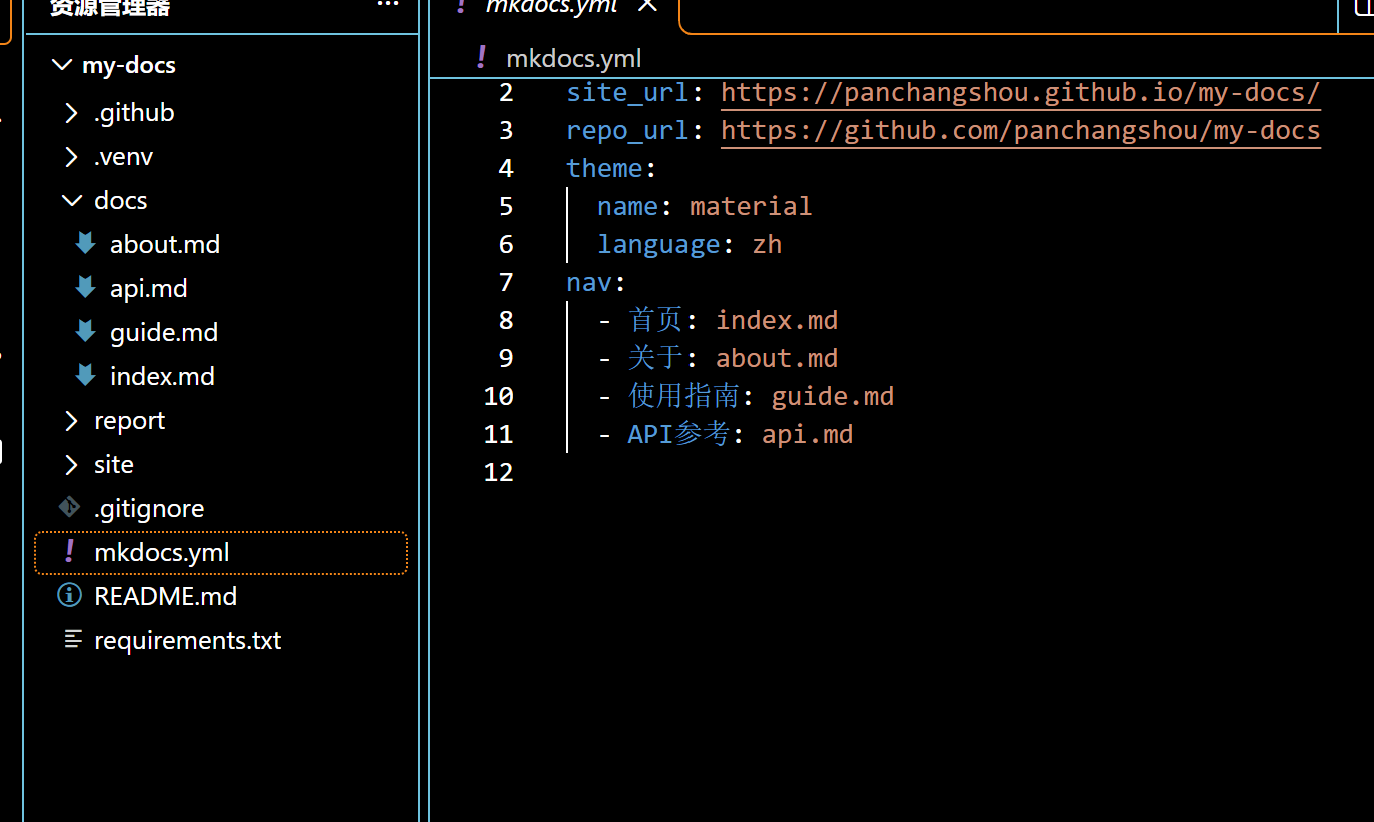 资源管理器
my-docs
.github
.venv
docs
about.md
api.md
guide.md
index.md
report
site
.gitignore
mkdocs.yml
README.md
requirements.txt
mkdocs.yml
! mkdocs.yml
2 site_url: https://panchangshou.github.io/my-docs/
3 repo_url: https://github.com/panchangshou/my-docs
4 theme:
5 name: material
6 language: zh
7 nav:
8 - 首页: index.md
9 - 关于: about.md
10 - 使用指南: guide.md
11 - API参考: api.md
12